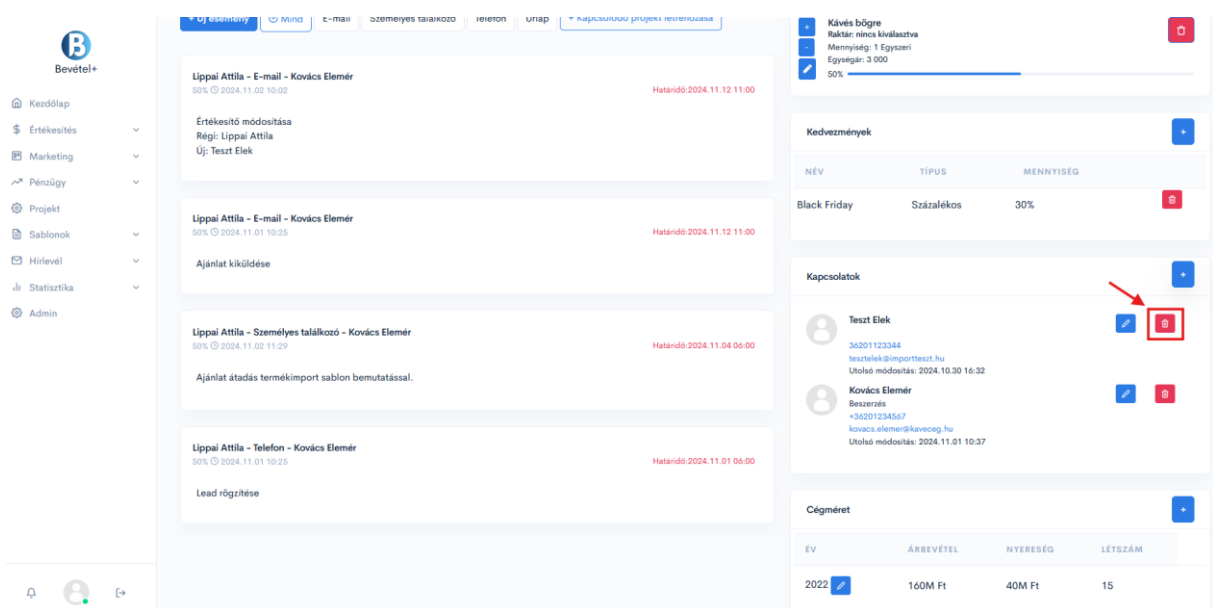 Bevétel+
Kezdőlap
Értékesítés
Marketing
Pénzügy
Projekt
Sablonok
Hírlevél
Statisztika
Admin
+ Új esemény
Mind
E-mail
Személyes találkozó
Telefon
Űrlap
+ Kapcsolódó projekt létrehozása
Lippai Attila - E-mail - Kovács Elemér
50% 2024.11.02 10:02
Határidő:2024.11.12 11:00
Értékesítő módosítása
Régi: Lippai Attila
Új: Teszt Elek
Lippai Attila - E-mail - Kovács Elemér
50% 2024.11.01 10:25
Határidő:2024.11.12 11:00
Ajánlat kiküldése
Lippai Attila - Személyes találkozó - Kovács Elemér
50% 2024.11.02 11:29
Határidő:2024.11.04 06:00
Ajánlat átadás termékimport sablon bemutatással.
Lippai Attila - Telefon - Kovács Elemér
50% 2024.11.01 10:25
Határidő:2024.11.01 06:00
Lead rögzítése
Kávés bögre
Raktár: nincs kiválasztva
Mennyiség: 1 Egyszeri
Egységár: 3 000
50%
Kedvezmények
NÉV TÍPUS MENNYISÉG
Black Friday Százalékos 30%
Kapcsolatok
Teszt Elek
36201123344
tesztelek@importteszt.hu
Utolsó módosítás: 2024.10.30 16:32
Kovács Elemér
Beszerzés
+36201234567
kovacs.elemer@kaveceg.hu
Utolsó módosítás: 2024.11.01 10:37
Cégméret
ÉV ÁRBEVÉTEL NYERESÉG LÉTSZÁM
2022 160M Ft 40M Ft 15